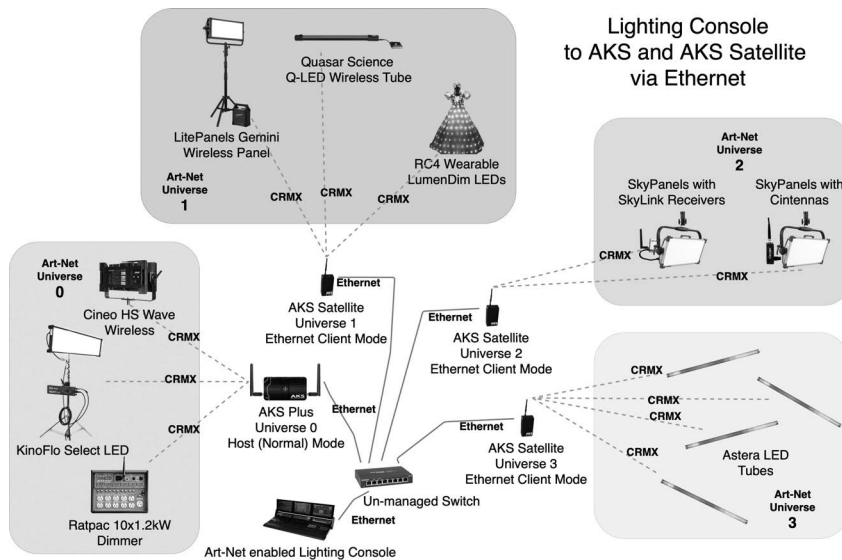 Lighting Console
to AKS and AKS Satellite
via Ethernet
Quasar Science
Q-LED Wireless Tube
LitePanels Gemini
Wireless Panel
RC4 Wearable
LumenDim LEDs
Art-Net
Universe
1
CRMX
CRMX
CRMX
Art-Net
Universe
2
SkyPanels with
SkyLink Receivers
SkyPanels with
Cintennas
CRMX
CRMX
Art-Net
Universe
0
Cineo HS Wave
Wireless
CRMX
CRMX
KinoFlo Select LED
CRMX
Ratpac 10x1.2kW
Dimmer
Ethernet
AKS Satellite
Universe 1
Ethernet Client Mode
Ethernet
AKS Satellite
Universe 2
Ethernet Client Mode
AKS
AKS Plus
Universe 0
Host (Normal) Mode
Ethernet
Ethernet
AKS Satellite
Universe 3
Ethernet Client Mode
CRMX
CRMX
CRMX
CRMX
Astera LED
Tubes
Art-Net
Universe
3
Un-managed Switch
Ethernet
Art-Net enabled Lighting Console